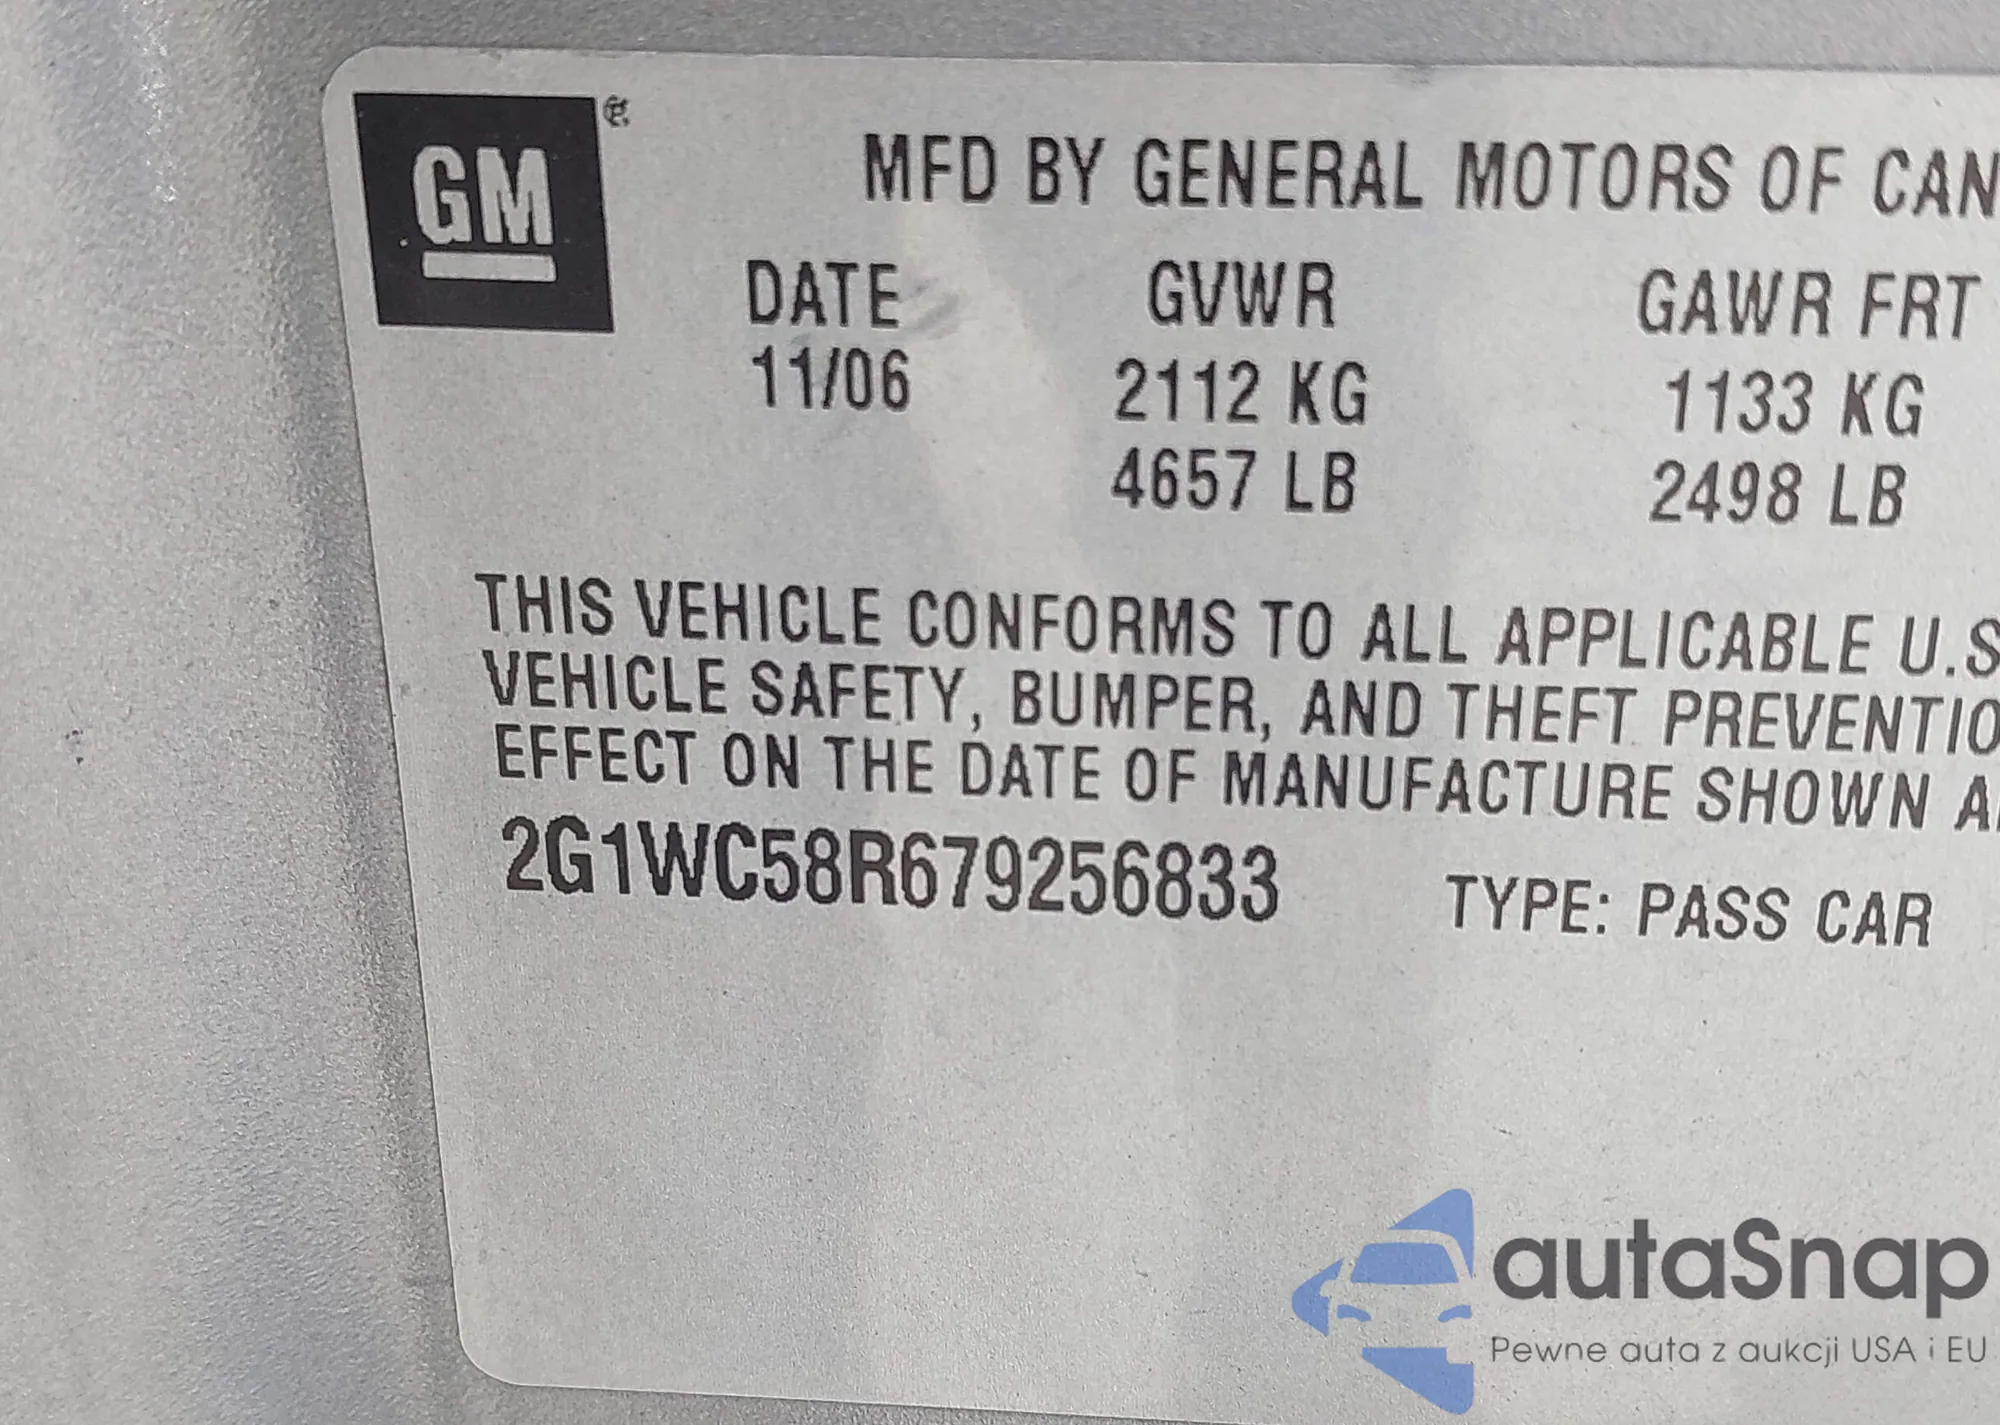 GM
MFD BY GENERAL MOTORS OF CAN
DATE GVWR GAWR FRT
11/06 2112 KG 1133 KG
4657 LB 2498 LB
THIS VEHICLE CONFORMS TO ALL APPLICABLE U.S
VEHICLE SAFETY, BUMPER, AND THEFT PREVENTIO
EFFECT ON THE DATE OF MANUFACTURE SHOWN A
2G1WC58R679256833 TYPE: PASS CAR
autaSnap
Pewne auta z aukcji USA i EU